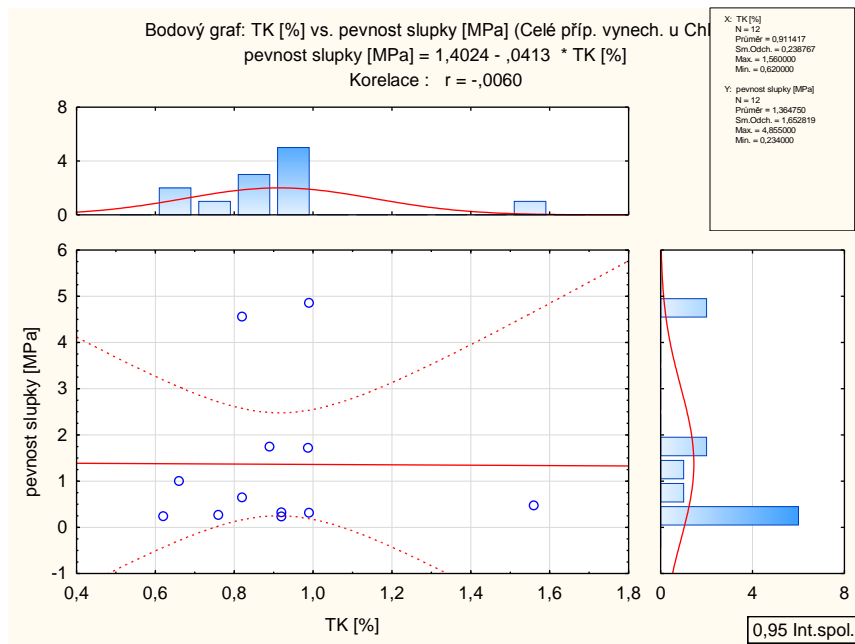 Bodový graf: TK [%] vs. pevnost slupky [MPa] (Celé příp. vynech. u Chl
pevnost slupky [MPa] = 1,4024 - ,0413 * TK [%]
Korelace : r = -,0060
X: TK [%]
N = 12
Průměr = 0,911417
Sm.Odch. = 0,238767
Max. = 1,560000
Min. = 0,620000
Y: pevnost slupky [MPa]
N = 12
Průměr = 1,364750
Sm.Odch. = 1,652819
Max. = 4,855000
Min. = 0,234000
8
4
0
6
5
4
3
2
1
0
-1
pevnost slupky [MPa]
0,4 0,6 0,8 1,0 1,2 1,4 1,6 1,8
TK [%]
0 4 8
0,95 Int.spol.